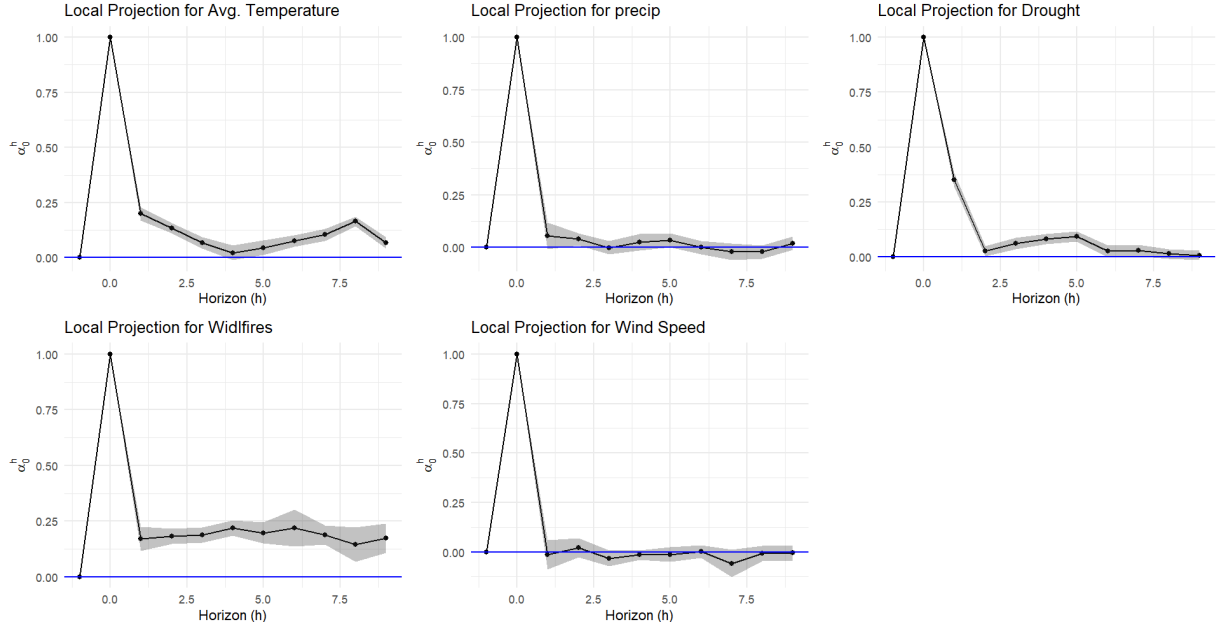 Local Projection for Avg. Temperature
1.00
0.75
0.50
0.25
0.00
α₀ʰ
0.0 2.5 5.0 7.5
Horizon (h)
Local Projection for precip
1.00
0.75
0.50
0.25
0.00
α₀ʰ
0.0 2.5 5.0 7.5
Horizon (h)
Local Projection for Drought
1.00
0.75
0.50
0.25
0.00
α₀ʰ
0.0 2.5 5.0 7.5
Horizon (h)
Local Projection for Widlfires
1.00
0.75
0.50
0.25
0.00
α₀ʰ
0.0 2.5 5.0 7.5
Horizon (h)
Local Projection for Wind Speed
1.00
0.75
0.50
0.25
0.00
α₀ʰ
0.0 2.5 5.0 7.5
Horizon (h)